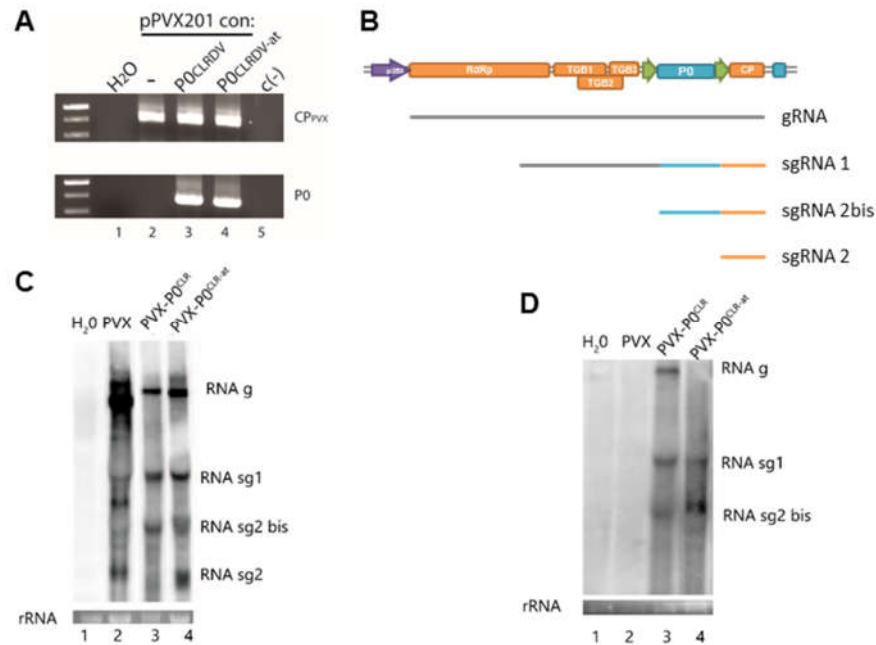 A
pPVX201 con:
H₂O
–
P0CLRDV
P0CLRDV-at
c(-)
CPPVX
P0
1 2 3 4 5
B
RdRp TGB1 TGB3 P0 CP
TGB2
gRNA
sgRNA 1
sgRNA 2bis
sgRNA 2
C
H₂0 PVX PVX-P0CLR PVX-P0CLR-at
RNA g
RNA sg1
RNA sg2 bis
RNA sg2
rRNA
1 2 3 4
D
H₂0 PVX PVX-P0CLR PVX-P0CLR-at
RNA g
RNA sg1
RNA sg2 bis
rRNA
1 2 3 4